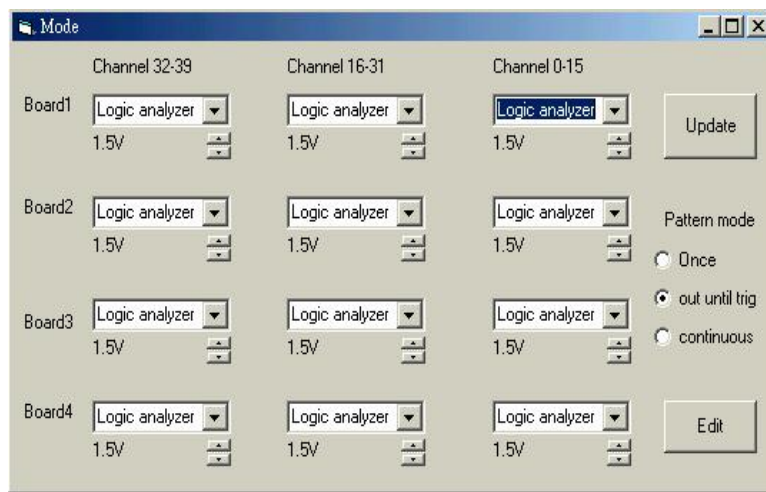 Mode
Channel 32-39 Channel 16-31 Channel 0-15
Board1 Logic analyzer Logic analyzer Logic analyzer
1.5V 1.5V 1.5V
Update
Board2 Logic analyzer Logic analyzer Logic analyzer
1.5V 1.5V 1.5V
Pattern mode
Once
out until trig
continuous
Board3 Logic analyzer Logic analyzer Logic analyzer
1.5V 1.5V 1.5V
Board4 Logic analyzer Logic analyzer Logic analyzer
1.5V 1.5V 1.5V
Edit